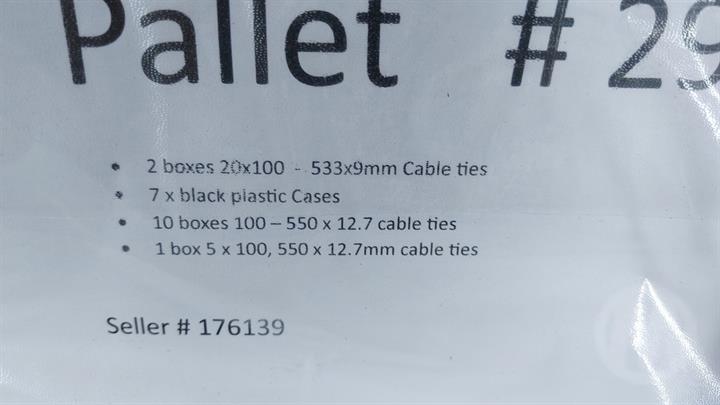 Pallet # 29
• 2 boxes 20x100 - 533x9mm Cable ties
• 7 x black plastic Cases
• 10 boxes 100 – 550 x 12.7 cable ties
• 1 box 5 x 100, 550 x 12.7mm cable ties
Seller # 176139